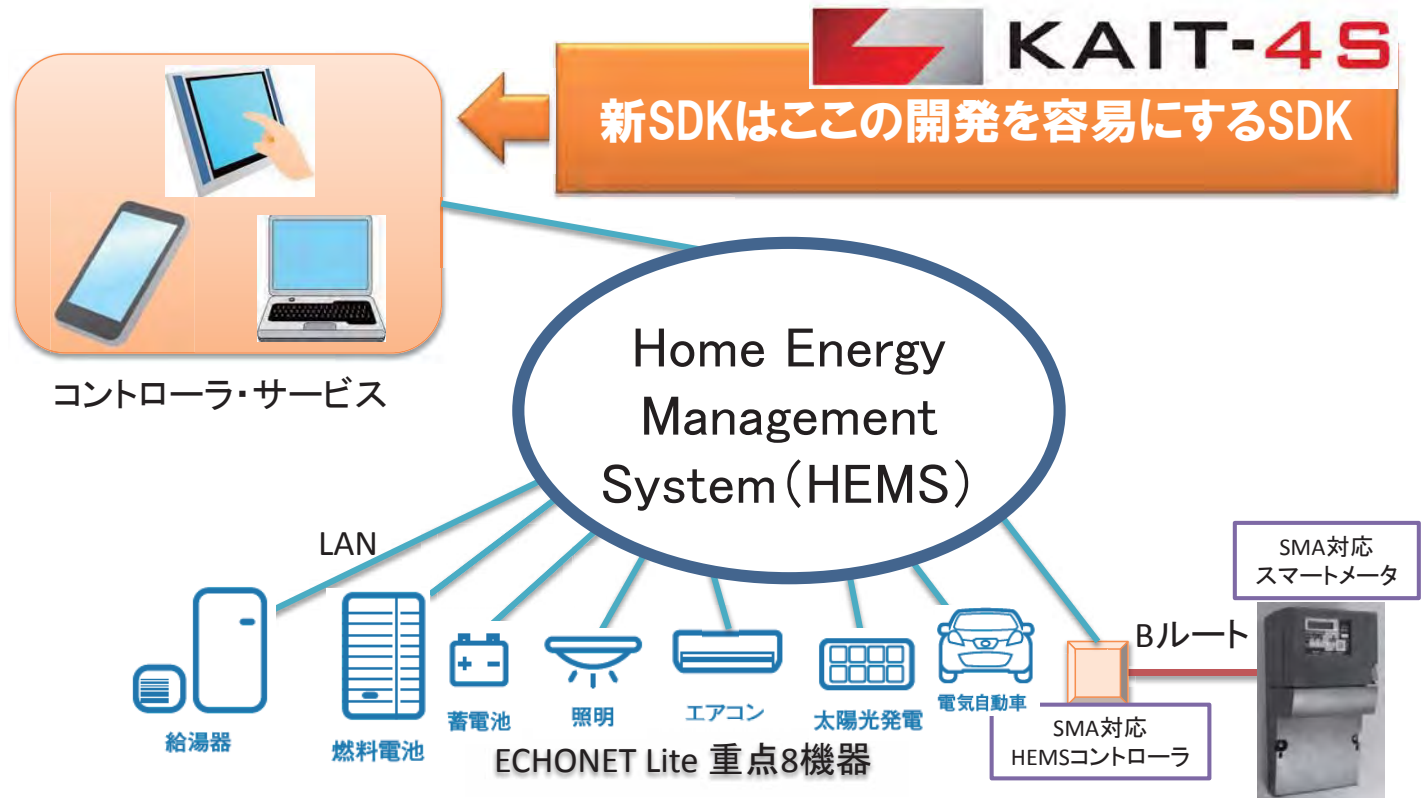 KAIT-4S
新SDKはここの開発を容易にするSDK
コントローラ・サービス
Home Energy
Management
System(HEMS)
LAN
SMA対応
スマートメータ
Bルート
給湯器
燃料電池
蓄電池
照明
エアコン
太陽光発電
電気自動車
SMA対応
HEMSコントローラ
ECHONET Lite 重点8機器